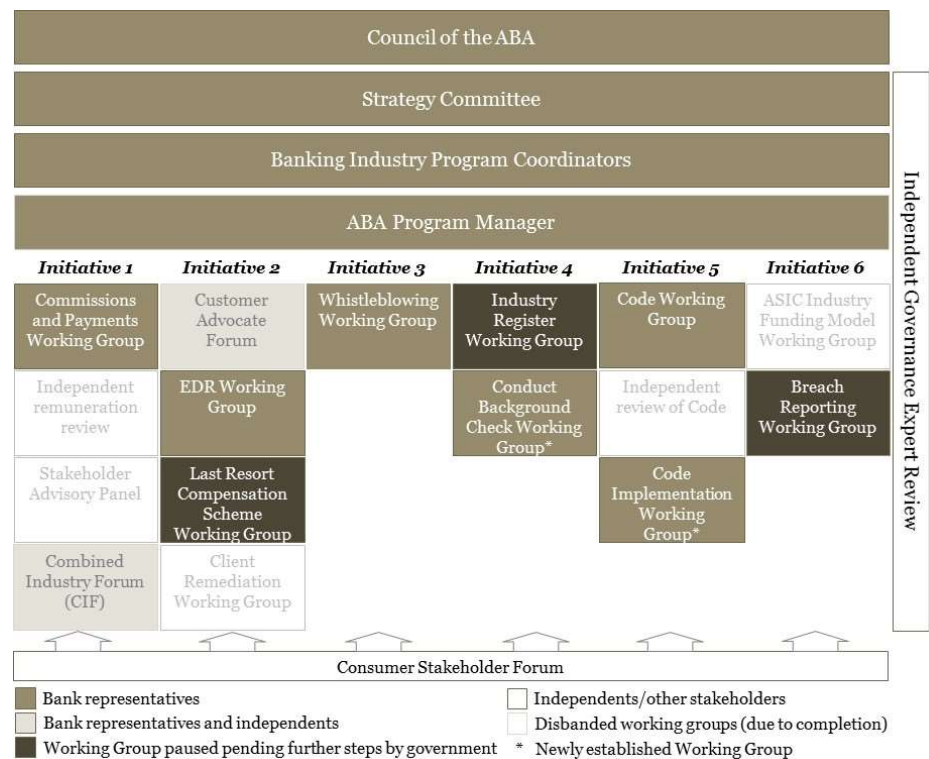 Council of the ABA
Strategy Committee
Banking Industry Program Coordinators
ABA Program Manager
Initiative 1
Commissions
and Payments
Working Group
Independent
remuneration
review
Stakeholder
Advisory Panel
Combined
Industry Forum
(CIF)
Initiative 2
Customer
Advocate
Forum
EDR Working
Group
Last Resort
Compensation
Scheme
Working Group
Client
Remediation
Working Group
Initiative 3
Whistleblowing
Working Group
Initiative 4
Industry
Register
Working Group
Conduct
Background
Check Working
Group*
Initiative 5
Code Working
Group
Independent
review of Code
Code
Implementation
Working
Group*
Initiative 6
ASIC Industry
Funding Model
Working Group
Breach
Reporting
Working Group
Independent Governance Expert Review
Consumer Stakeholder Forum
Bank representatives
Bank representatives and independents
Working Group paused pending further steps by government
Independents/other stakeholders
Disbanded working groups (due to completion)
* Newly established Working Group